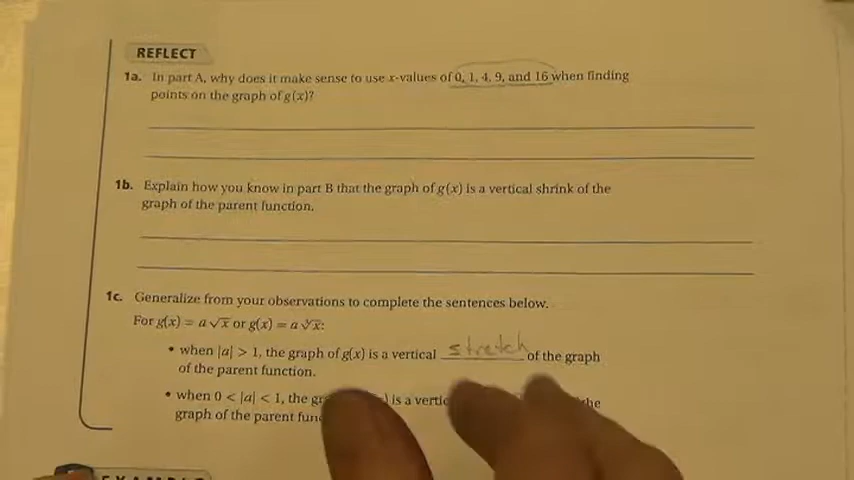 REFLECT
1a. In part A, why does it make sense to use x-values of 0, 1, 4, 9, and 16 when finding
points on the graph of g(x)?
1b. Explain how you know in part B that the graph of g(x) is a vertical shrink of the
graph of the parent function.
1c. Generalize from your observations to complete the sentences below.
For g(x) = a√x or g(x) = a∛x:
• when |a| > 1, the graph of g(x) is a vertical stretch of the graph
of the parent function.
• when 0 < |a| < 1, the is a
graph of the parent